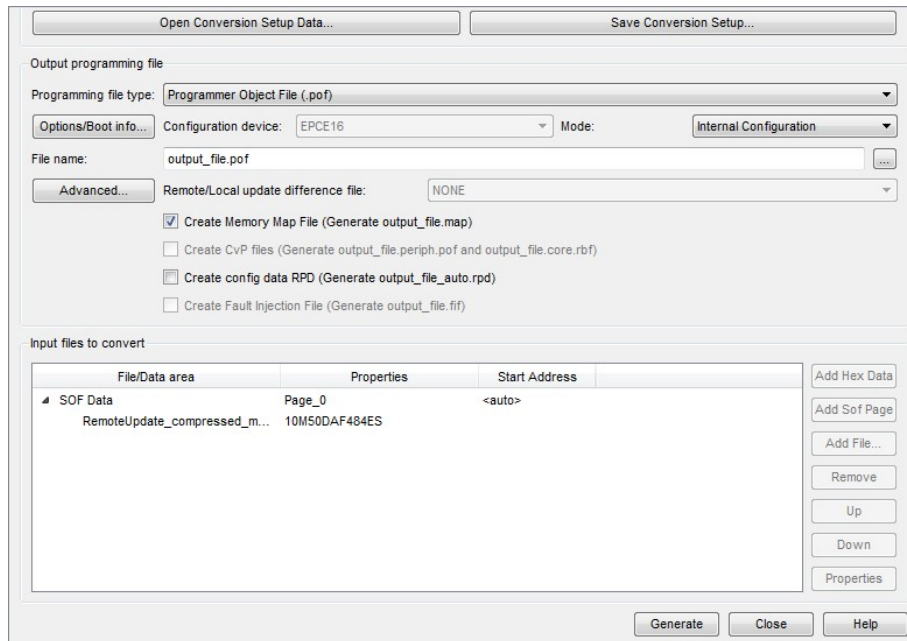 Open Conversion Setup Data... Save Conversion Setup...
Output programming file
Programming file type: Programmer Object File (.pof)
Options/Boot info... Configuration device: EPCE16 Mode: Internal Configuration
File name: output_file.pof ...
Advanced... Remote/Local update difference file: NONE
Create Memory Map File (Generate output_file.map)
Create CvP files (Generate output_file.periph.pof and output_file.core.rbf)
Create config data RPD (Generate output_file_auto.rpd)
Create Fault Injection File (Generate output_file.fif)
Input files to convert
File/Data area Properties Start Address Add Hex Data
SOF Data Page_0 <auto> Add Sof Page
RemoteUpdate_compressed_m... 10M50DAF484ES
Add File...
Remove
Up
Down
Properties
Generate Close Help